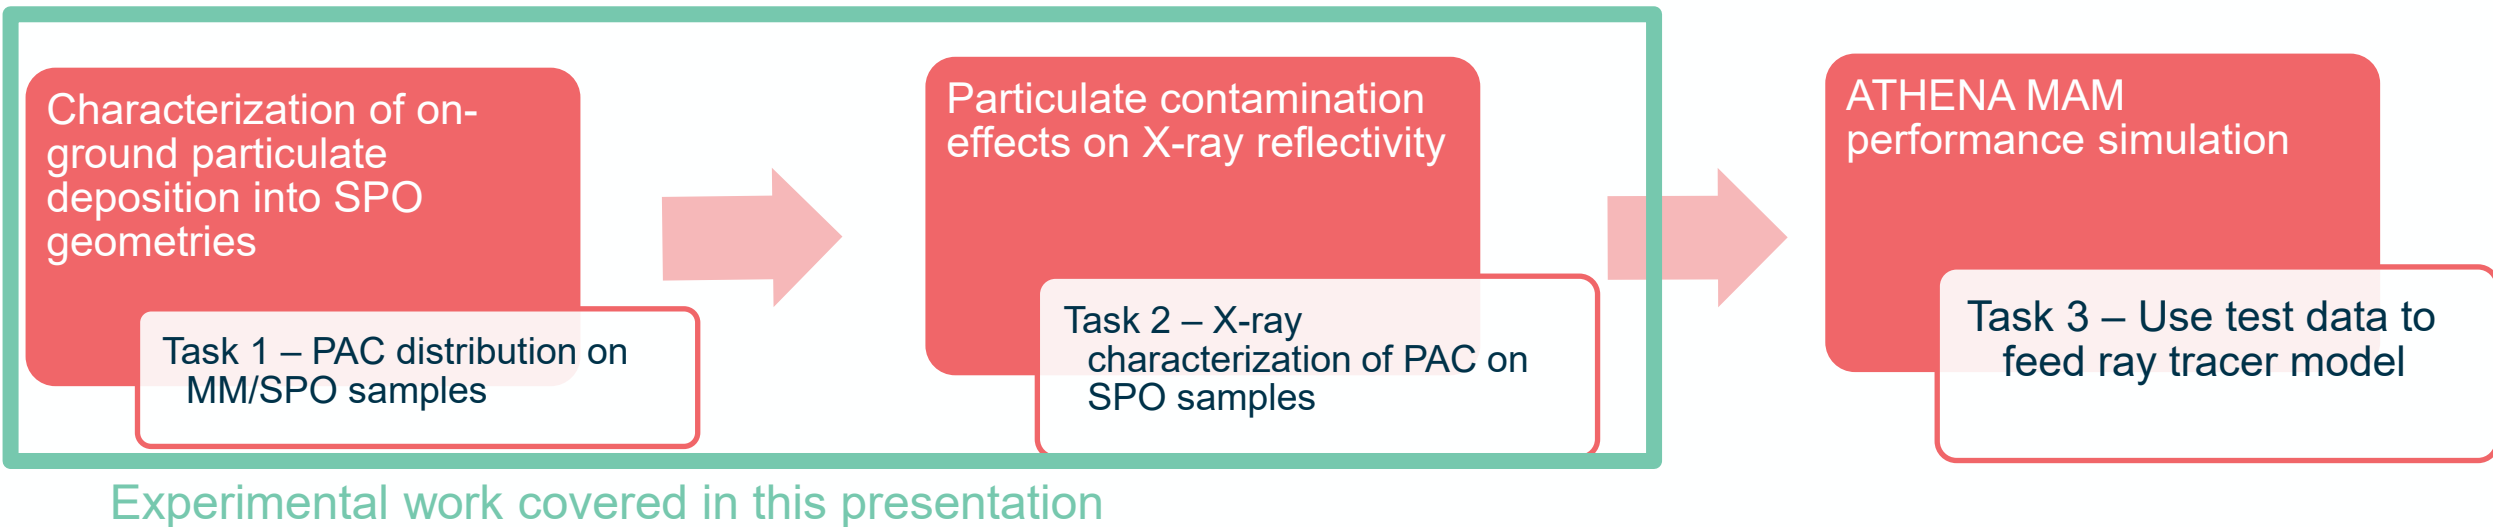 Characterization of on-
ground particulate
deposition into SPO
geometries
Task 1 – PAC distribution on
MM/SPO samples
Particulate contamination
effects on X-ray reflectivity
Task 2 – X-ray
characterization of PAC on
SPO samples
ATHENA MAM
performance simulation
Task 3 – Use test data to
feed ray tracer model
Experimental work covered in this presentation